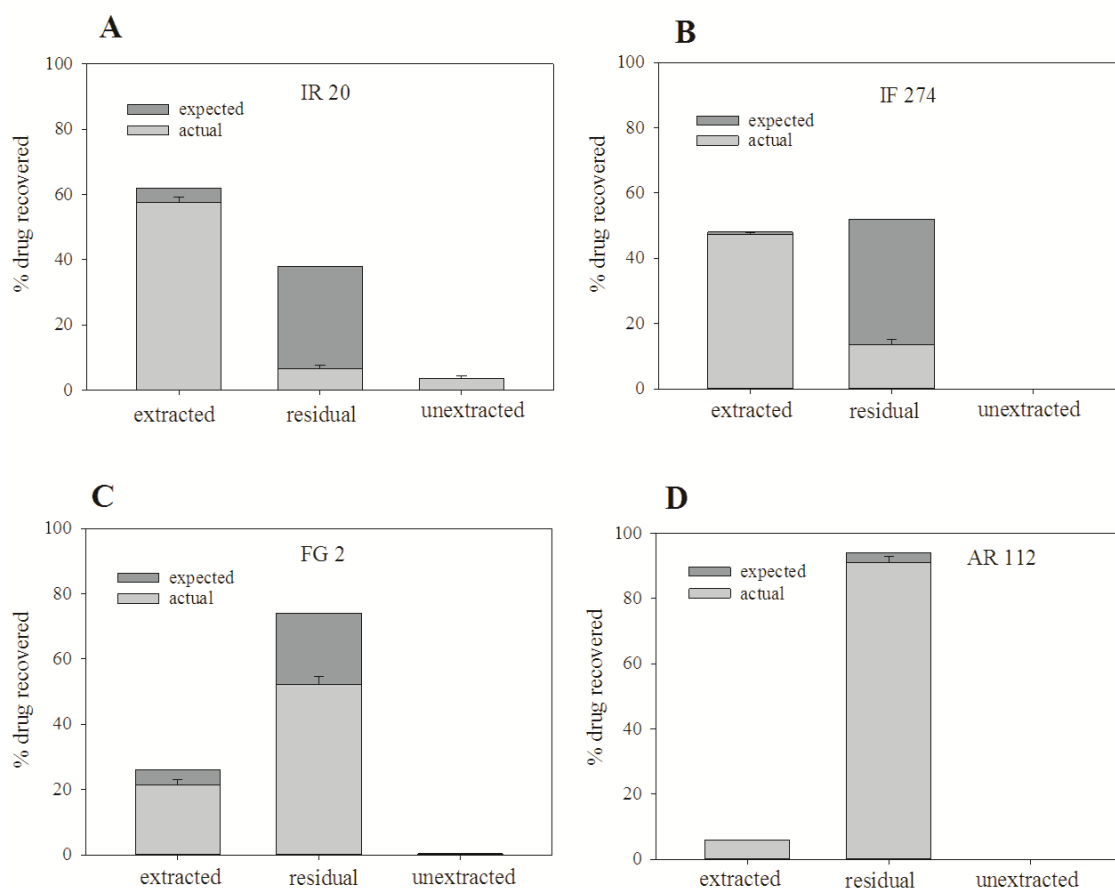 A
% drug recovered
100
80
60
40
20
0
IR 20
expected
actual
extracted
residual
unextracted
B
% drug recovered
100
80
60
40
20
0
IF 274
expected
actual
extracted
residual
unextracted
C
% drug recovered
100
80
60
40
20
0
FG 2
expected
actual
extracted
residual
unextracted
D
% drug recovered
100
80
60
40
20
0
AR 112
expected
actual
extracted
residual
unextracted